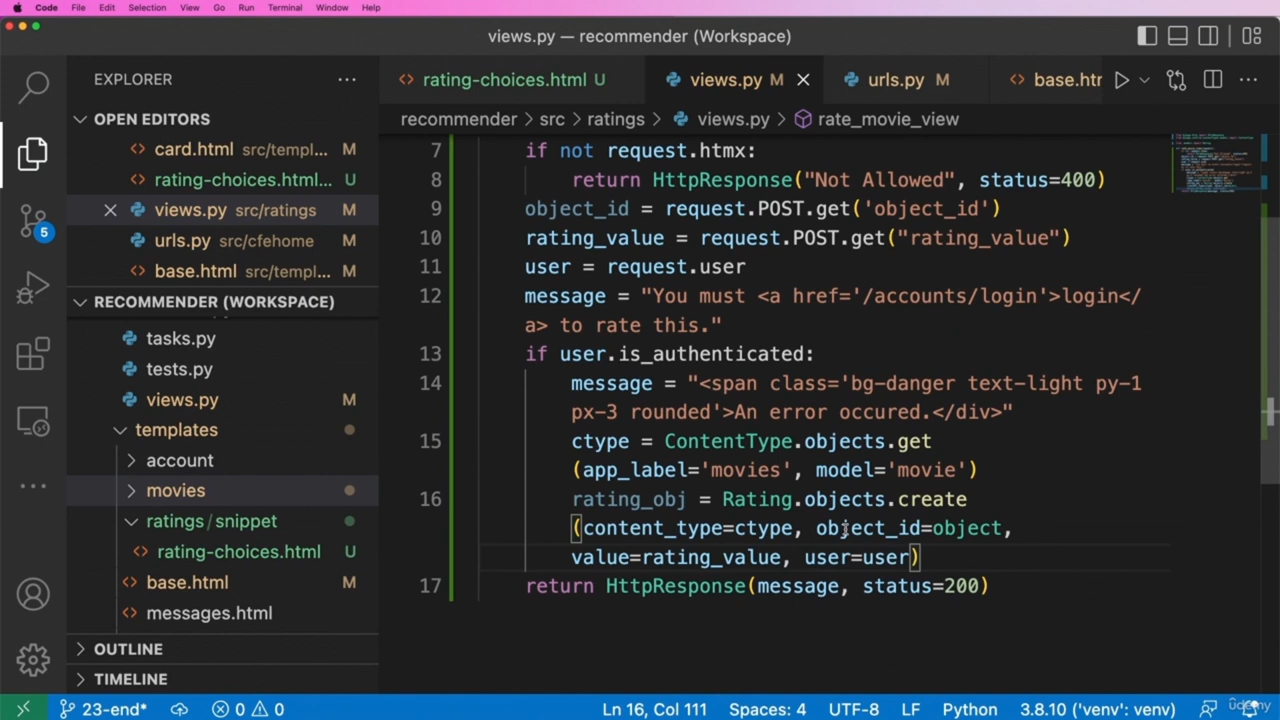 Code File Edit Selection View Go Run Terminal Window Help
views.py — recommender (Workspace)
EXPLORER
OPEN EDITORS
card.html src/templ... M
rating-choices.html... U
views.py src/ratings M
urls.py src/cfehome M
base.html src/templ... M
RECOMMENDER (WORKSPACE)
tasks.py
tests.py
views.py M
templates
account
movies
ratings/snippet
rating-choices.html U
base.html M
messages.html
OUTLINE
TIMELINE
5
rating-choices.html U views.py M urls.py M base.htr
recommender > src > ratings > views.py > rate_movie_view
7 if not request.htmx:
8 return HttpResponse("Not Allowed", status=400)
9 object_id = request.POST.get('object_id')
10 rating_value = request.POST.get("rating_value")
11 user = request.user
12 message = "You must <a href='/accounts/login'>login</
a> to rate this."
13 if user.is_authenticated:
14 message = "<span class='bg-danger text-light py-1
px-3 rounded'>An error occured.</div>"
15 ctype = ContentType.objects.get
(app_label='movies', model='movie')
16 rating_obj = Rating.objects.create
(content_type=ctype, object_id=object,
value=rating_value, user=user)
17 return HttpResponse(message, status=200)
23-end* 0 0 Ln 16, Col 111 Spaces: 4 UTF-8 LF Python 3.8.10 ('venv': venv)
udemy